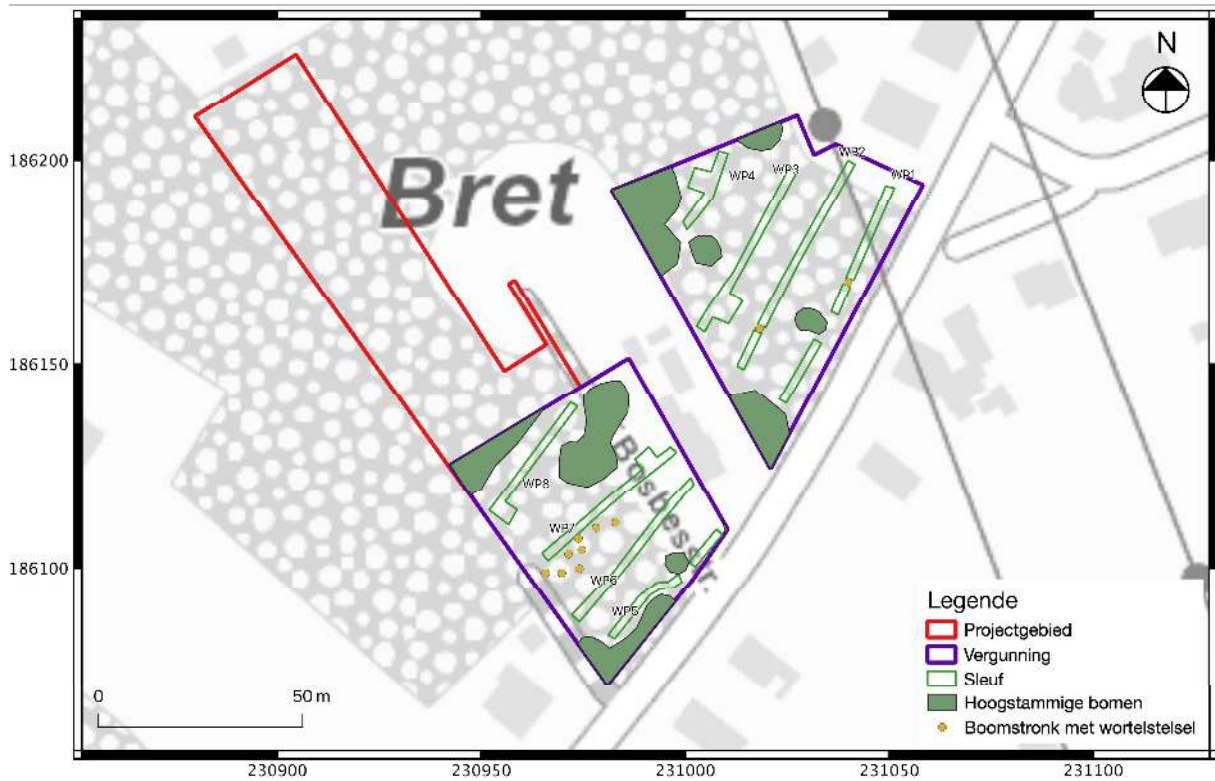 N
186200
WP2
WP4
WP3
WP1
Bret
186150
WP8
Bosbesstr.
WP7
186100
WP6
WP5
Legende
Projectgebied
Vergunning
Sleuf
Hoogstammige bomen
Boomstronk met wortelstelsel
0 50 m
230900 230950 231000 231050 231100